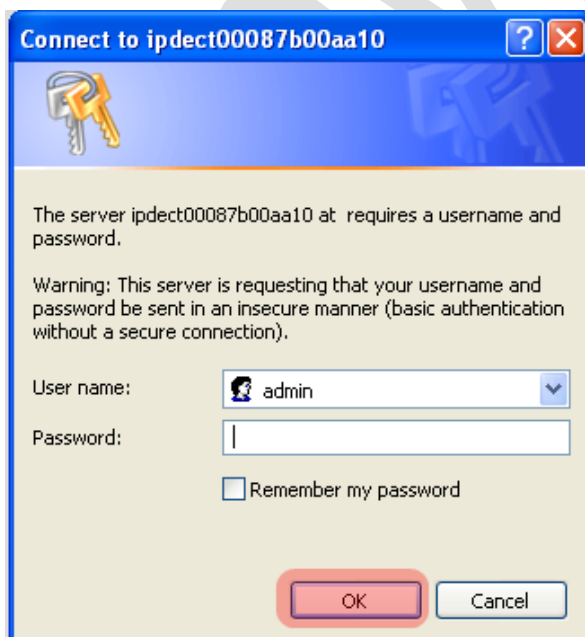 Connect to ipdect00087b00aa10
The server ipdect00087b00aa10 at  requires a username and
password.
Warning: This server is requesting that your username and
password be sent in an insecure manner (basic authentication
without a secure connection).
User name:
admin
Password:
Remember my password
OK
Cancel